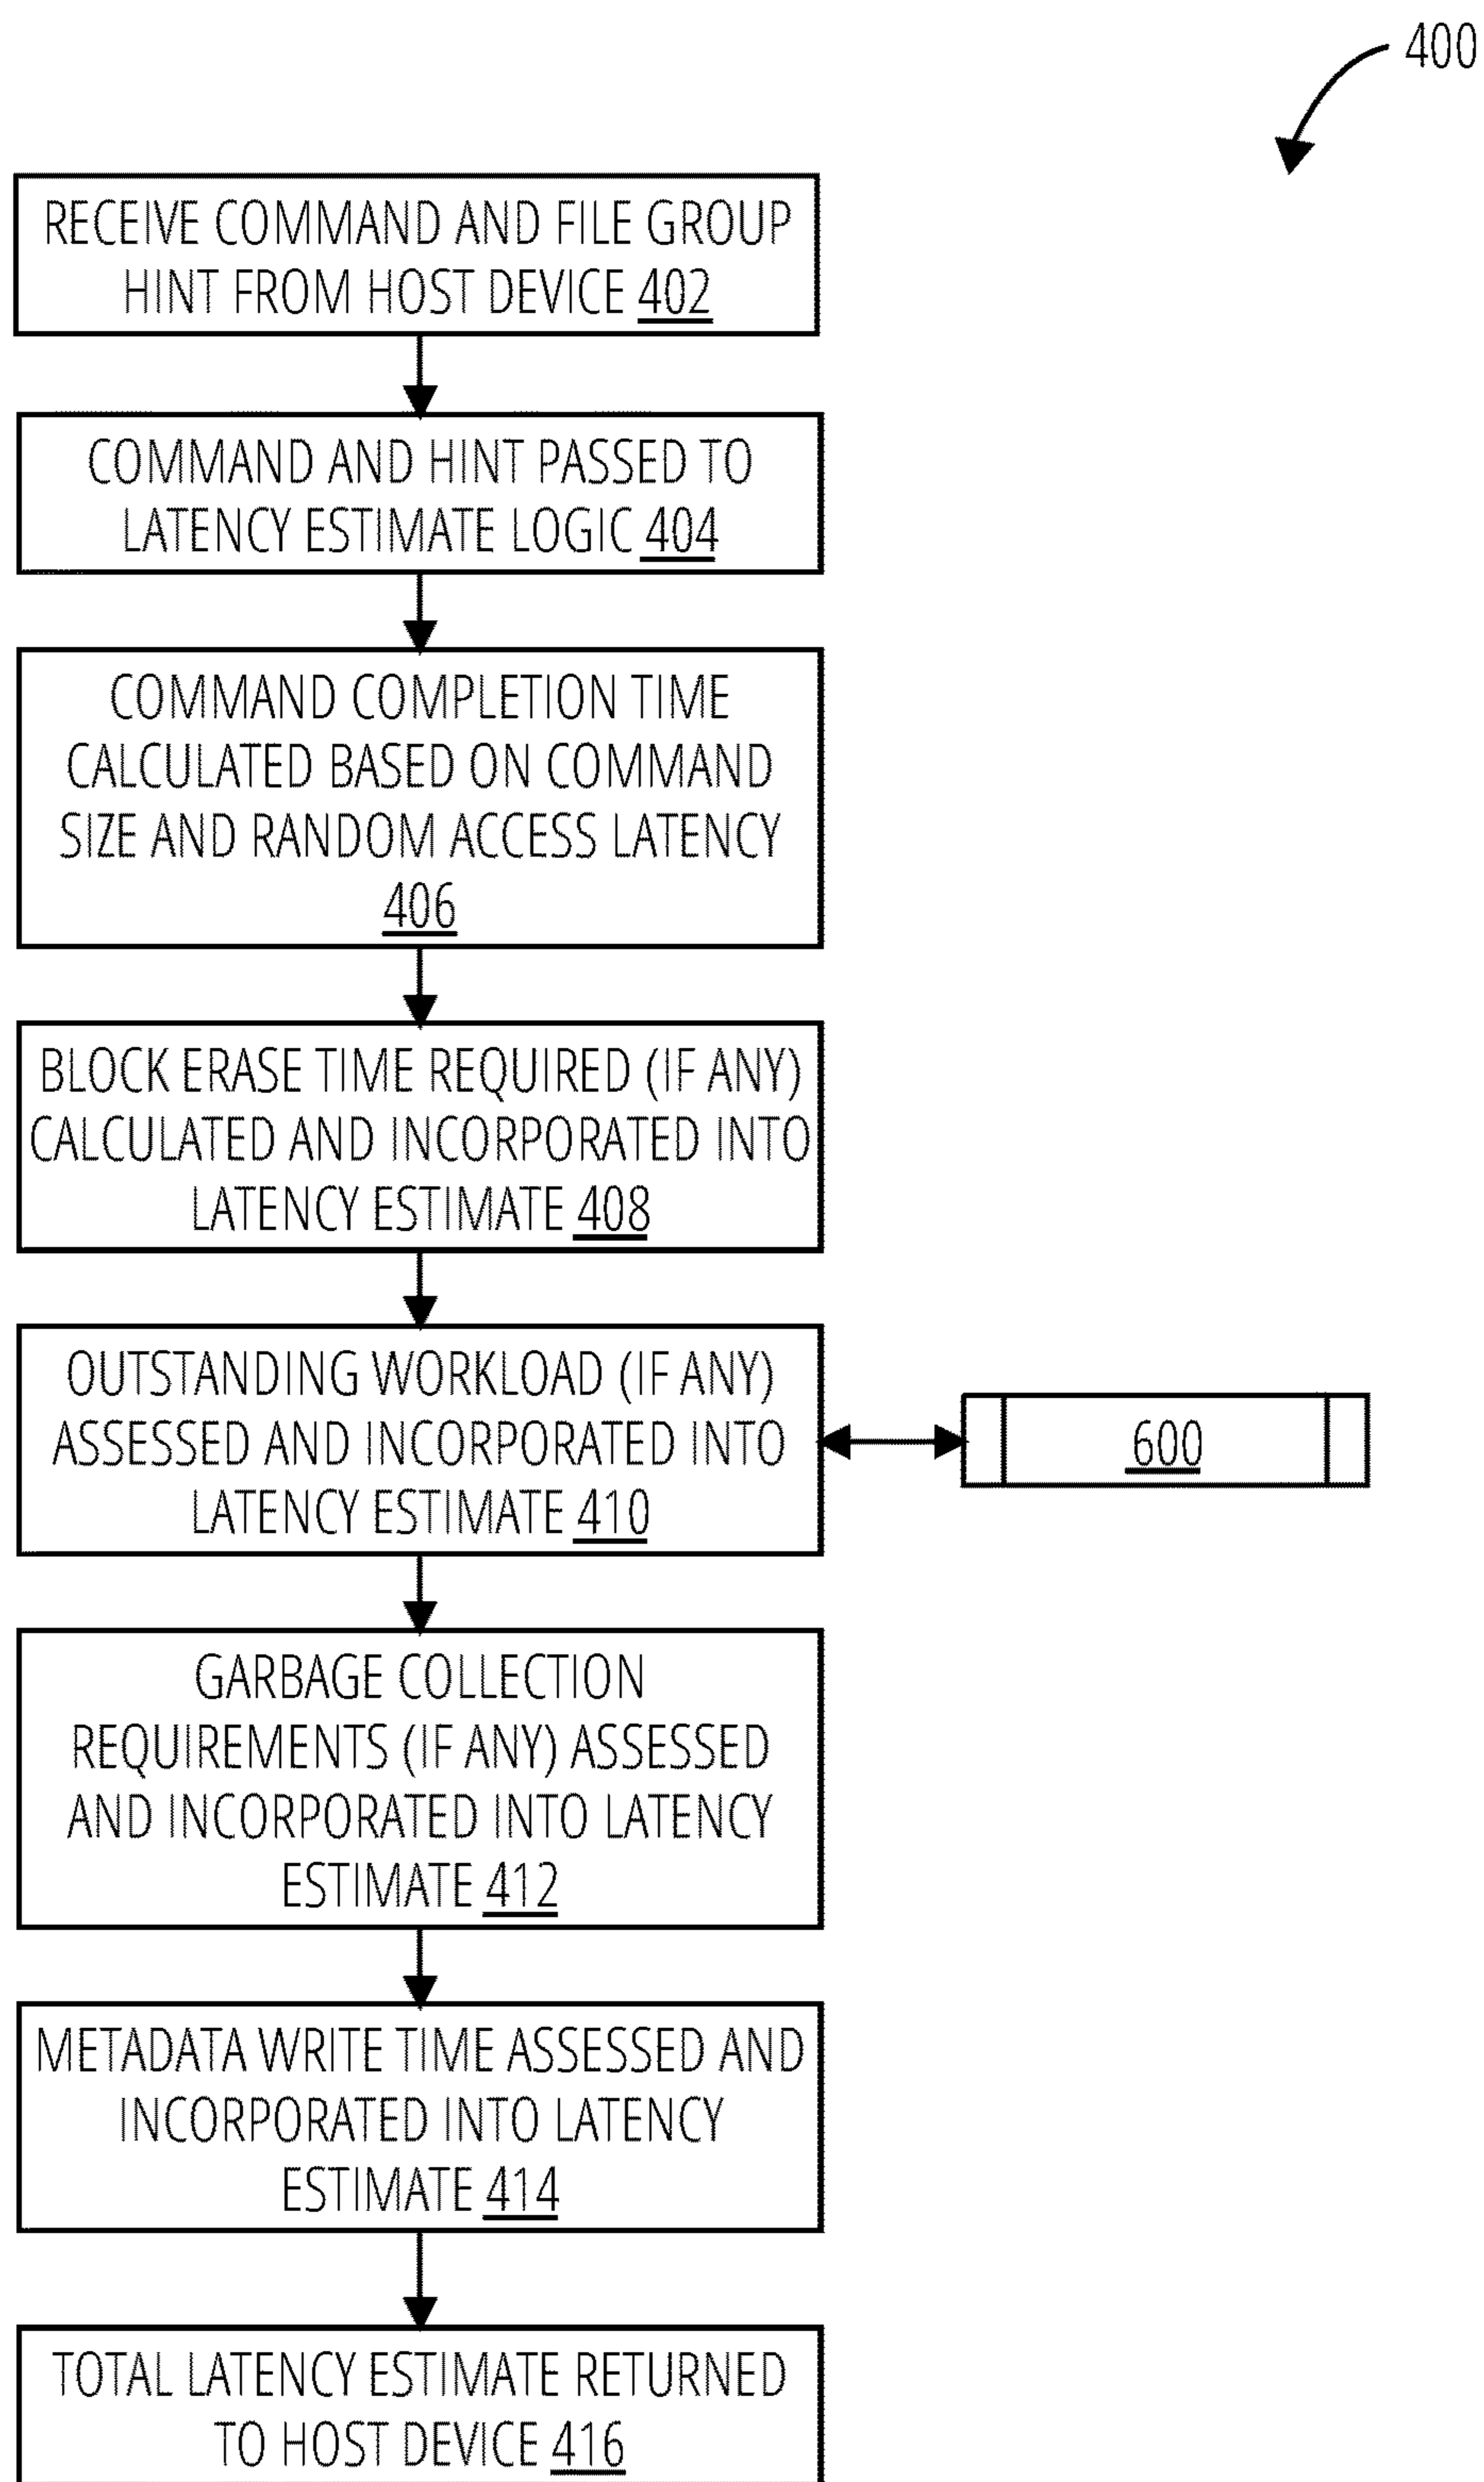 400
RECEIVE COMMAND AND FILE GROUP
HINT FROM HOST DEVICE 402
COMMAND AND HINT PASSED TO
LATENCY ESTIMATE LOGIC 404
COMMAND COMPLETION TIME
CALCULATED BASED ON COMMAND
SIZE AND RANDOM ACCESS LATENCY
406
BLOCK ERASE TIME REQUIRED (IF ANY)
CALCULATED AND INCORPORATED INTO
LATENCY ESTIMATE 408
OUTSTANDING WORKLOAD (IF ANY)
ASSESSED AND INCORPORATED INTO
LATENCY ESTIMATE 410
600
GARBAGE COLLECTION
REQUIREMENTS (IF ANY) ASSESSED
AND INCORPORATED INTO LATENCY
ESTIMATE 412
METADATA WRITE TIME ASSESSED AND
INCORPORATED INTO LATENCY
ESTIMATE 414
TOTAL LATENCY ESTIMATE RETURNED
TO HOST DEVICE 416